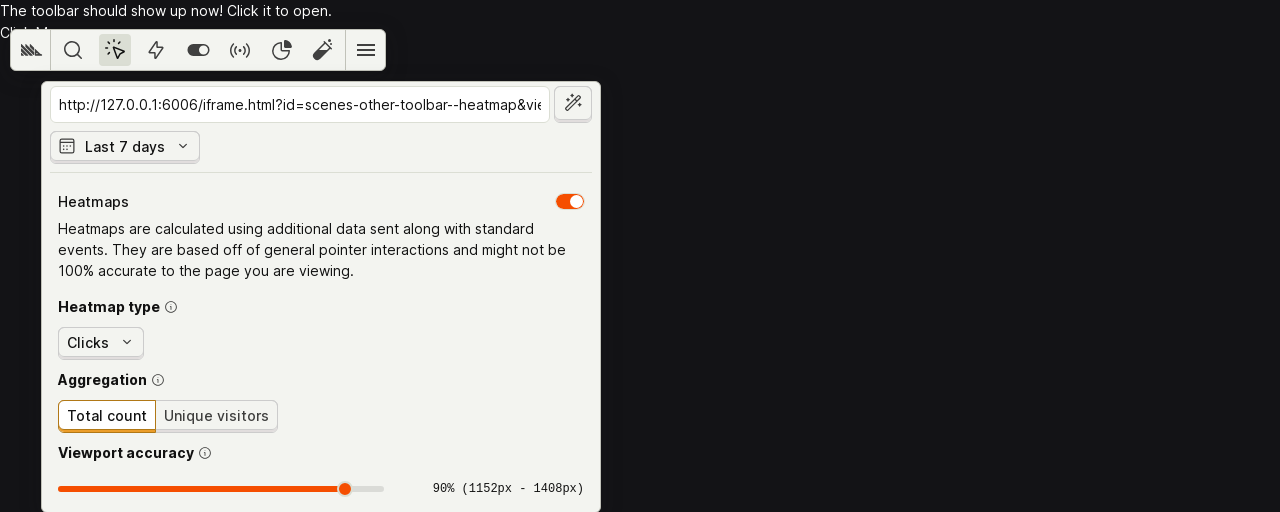 The toolbar should show up now! Click it to open.
http://127.0.0.1:6006/iframe.html?id=scenes-other-toolbar--heatmap&vie
Last 7 days
Heatmaps
Heatmaps are calculated using additional data sent along with standard
events. They are based off of general pointer interactions and might not be
100% accurate to the page you are viewing.
Heatmap type
Clicks
Aggregation
Total count
Unique visitors
Viewport accuracy
90% (1152px - 1408px)